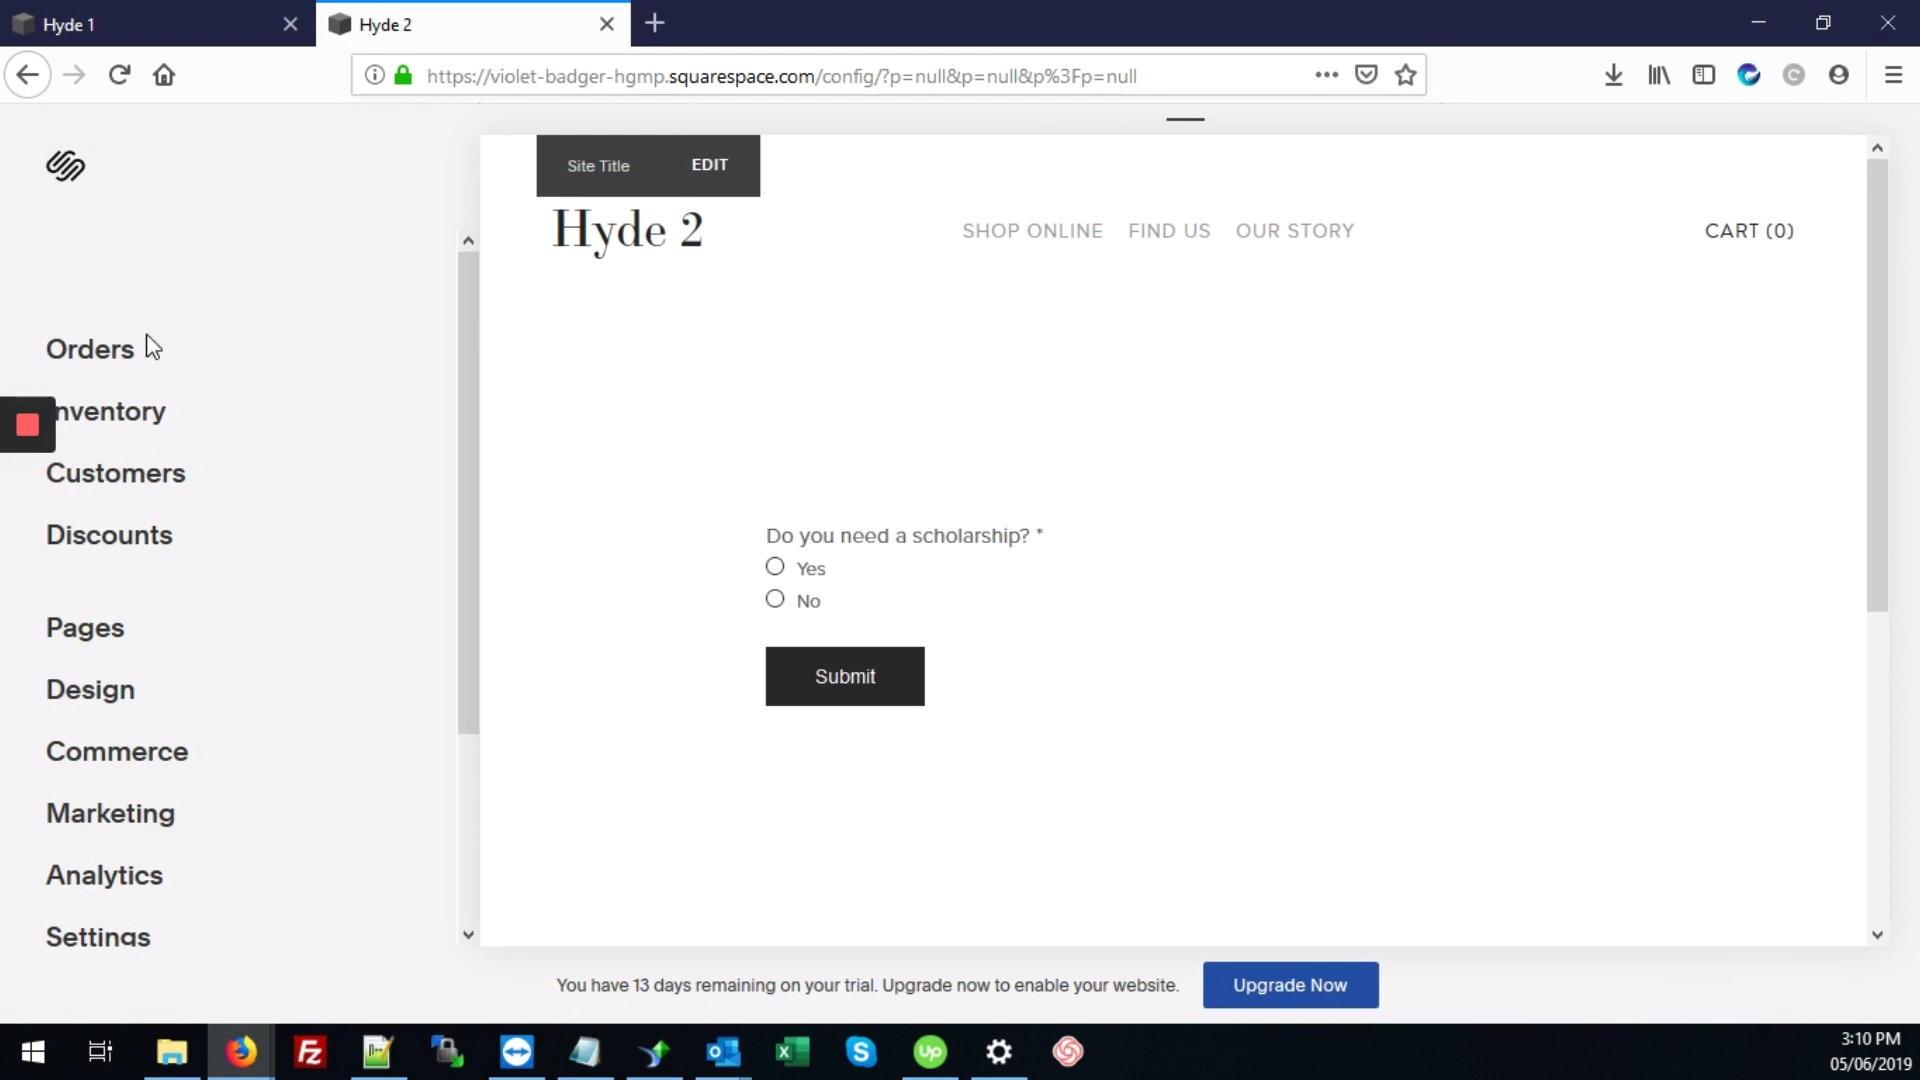 Hyde 1
Hyde 2
https://violet-badger-hgmp.squarespace.com/config/?p=null&p=null&p%3Fp=null
Site Title EDIT
Hyde 2
SHOP ONLINE FIND US OUR STORY
CART (0)
Orders
nventory
Customers
Discounts
Pages
Design
Commerce
Marketing
Analytics
Settings
Do you need a scholarship? *
Yes
No
Submit
You have 13 days remaining on your trial. Upgrade now to enable your website.
Upgrade Now
3:10 PM
05/06/2019